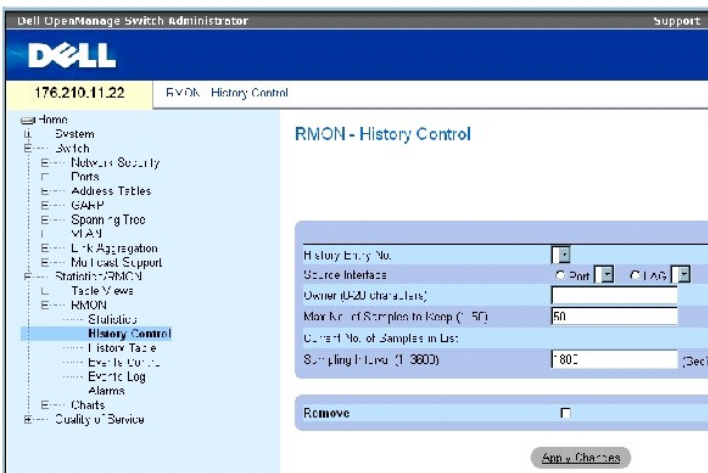 Dell OpenManage Switch Administrator
Support
DELL
176.210.11.22
RMON - History Control
Home
System
Switch
Network Security
Ports
Address Tables
GARP
Spanning Tree
VLAN
Link Aggregation
Multicast Support
Statistics/RMON
Table Views
RMON
Statistics
History Control
History Table
Events Control
Events Log
Alarms
Charts
Quality of Service
RMON - History Control
History Entry No.
Source Interface
Port
LAG
Owner (0-20 characters)
Max No. of Samples to Keep (1-50)
50
Current No. of Samples in List
Sampling Interval (1-3600)
1800
Remove
Apply Changes